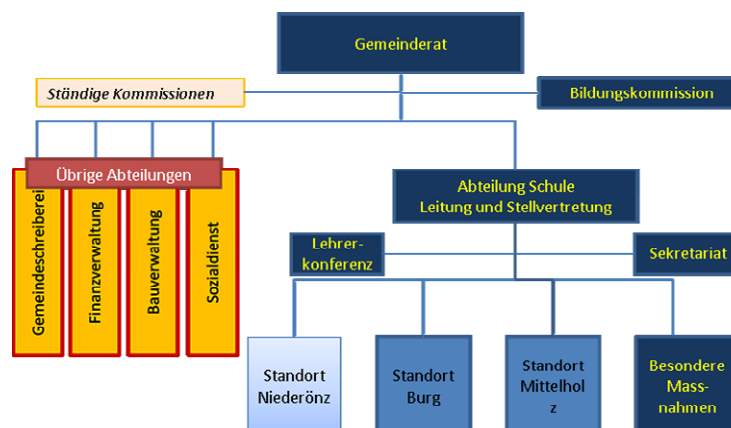 Gemeinderat
Ständige Kommissionen
Bildungskommission
Übrige Abteilungen
Gemeindeschreiberei
Finanzverwaltung
Bauverwaltung
Sozialdienst
Abteilung Schule
Leitung und Stellvertretung
Lehrer-
konferenz
Sekretariat
Standort
Niederönz
Standort
Burg
Standort
Mittelhol
z
Besondere
Mass-
nahmen